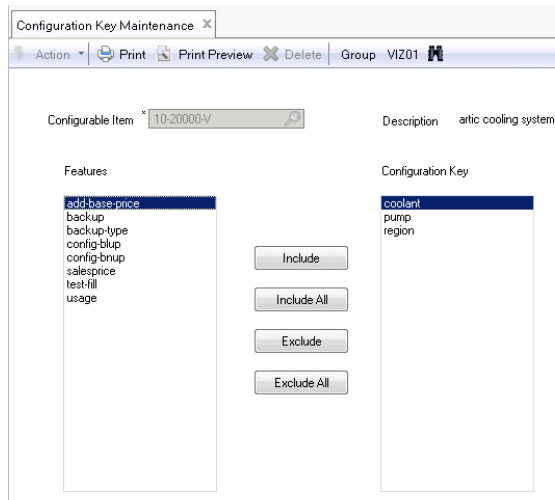 Configuration Key Maintenance X
Action Print Print Preview Delete Group VIZ01
Configurable Item * 10-20000-V Description artic cooling system
Features Configuration Key
add-base-price coolant
backup pump
backup-type region
config-blup
config-bnup
salesprice
test-fill
usage
Include
Include All
Exclude
Exclude All